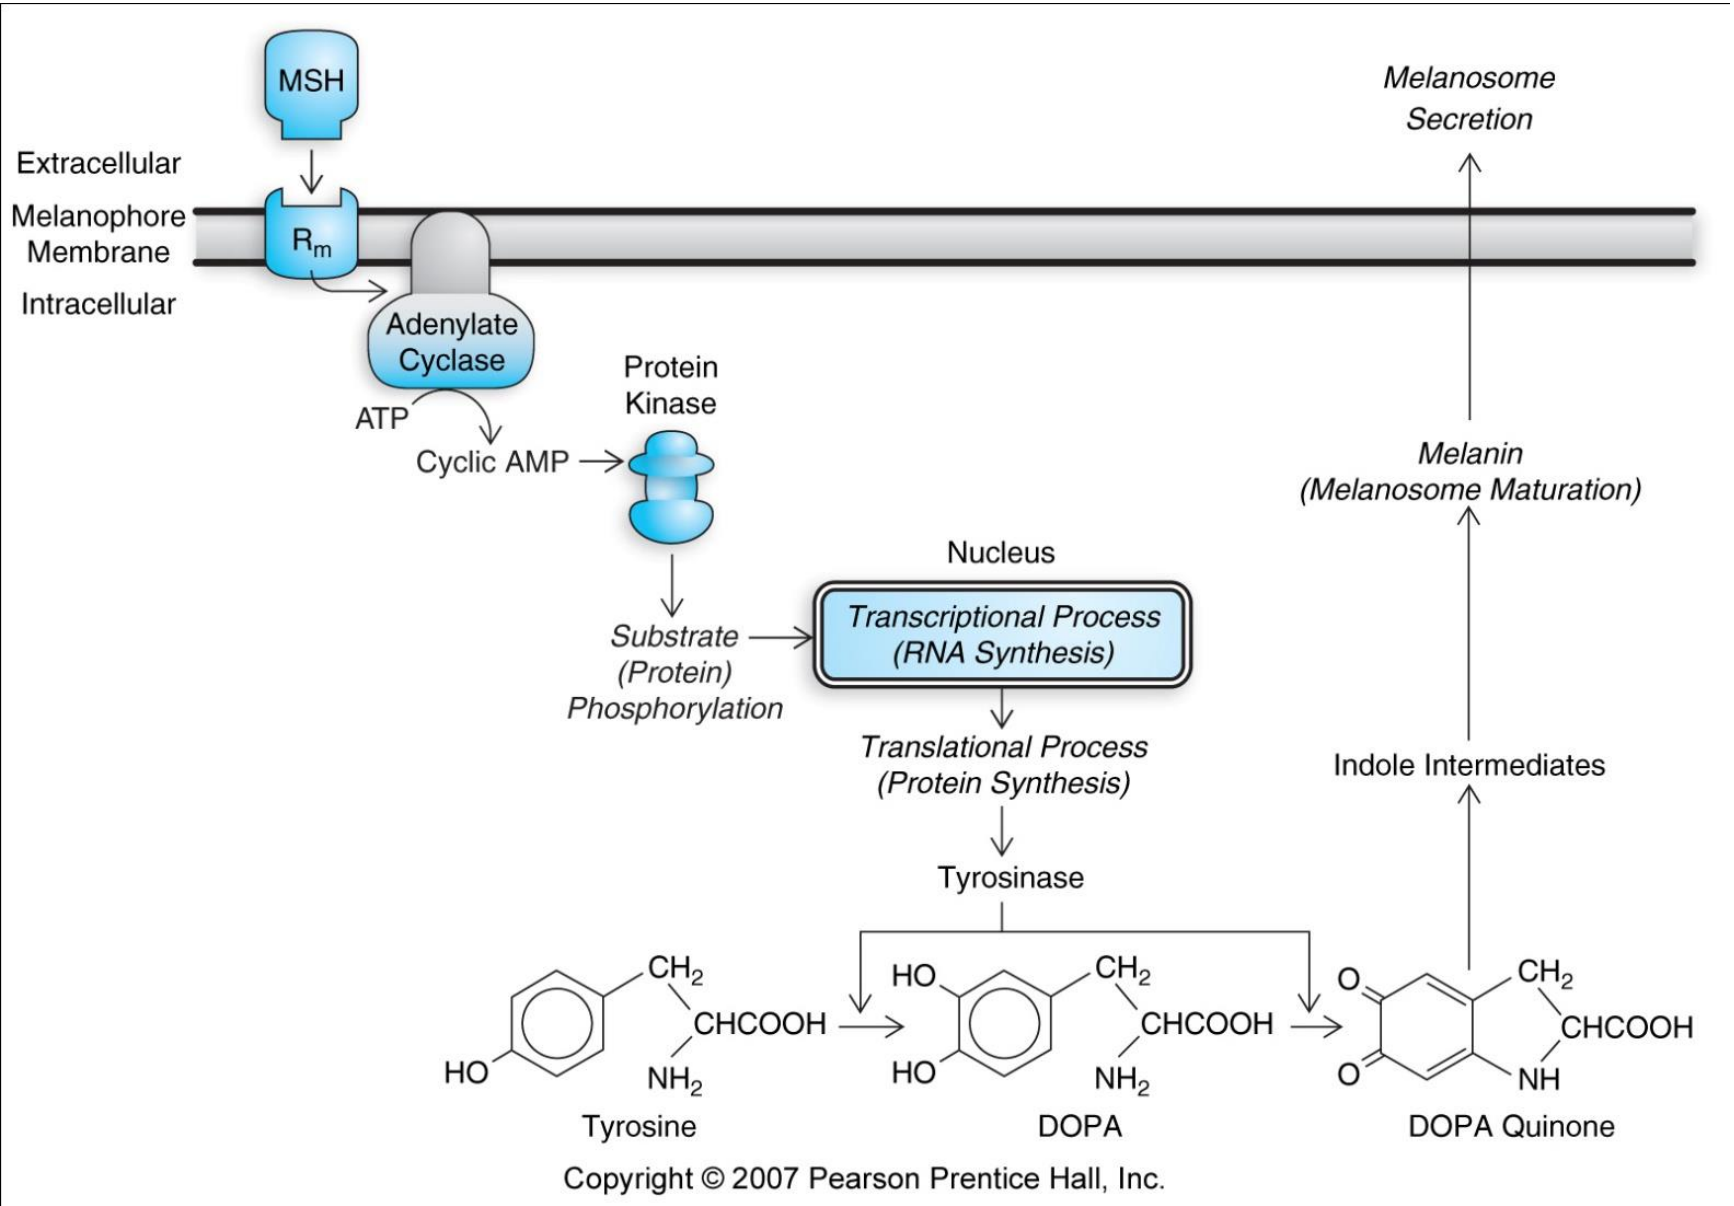 MSH
Melanosome
Secretion
Extracellular
Melanophore
Membrane
Rm
Intracellular
Adenylate
Cyclase
ATP
Cyclic AMP
Protein
Kinase
Substrate
(Protein)
Phosphorylation
Nucleus
Transcriptional Process
(RNA Synthesis)
Translational Process
(Protein Synthesis)
Tyrosinase
Melanin
(Melanosome Maturation)
Indole Intermediates
CH2
CHCOOH
HO
NH2
Tyrosine
HO
CH2
CHCOOH
HO
NH2
DOPA
O
CH2
CHCOOH
O
NH
DOPA Quinone
Copyright © 2007 Pearson Prentice Hall, Inc.